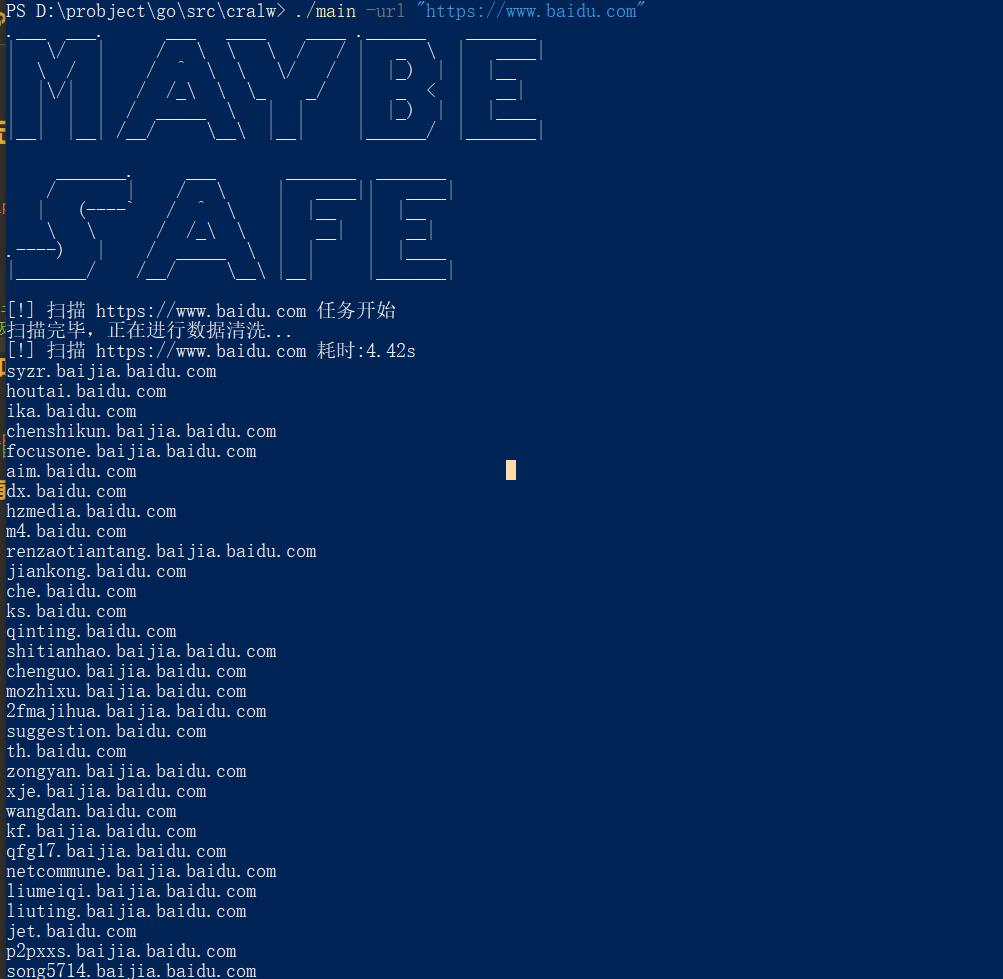 PS D:\probject\go\src\cralw> ./main -url "https://www.baidu.com"
MAYBE
SAFE
[!] 扫描 https://www.baidu.com 任务开始
扫描完毕，正在进行数据清洗...
[!] 扫描 https://www.baidu.com 耗时:4.42s
syzr.baijia.baidu.com
houtai.baidu.com
ika.baidu.com
chenshikun.baijia.baidu.com
focusone.baijia.baidu.com
aim.baidu.com
dx.baidu.com
hzmedia.baidu.com
m4.baidu.com
renzaotiantang.baijia.baidu.com
jiankong.baidu.com
che.baidu.com
ks.baidu.com
qinting.baidu.com
shitianhao.baijia.baidu.com
chenguo.baijia.baidu.com
mozhixu.baijia.baidu.com
2fmajihua.baijia.baidu.com
suggestion.baidu.com
th.baidu.com
zongyan.baijia.baidu.com
xje.baijia.baidu.com
wangdan.baidu.com
kf.baijia.baidu.com
qfg17.baijia.baidu.com
netcommune.baijia.baidu.com
liumeiqi.baijia.baidu.com
liuting.baijia.baidu.com
jet.baidu.com
p2pxxs.baijia.baidu.com
song5714.baijia.baidu.com